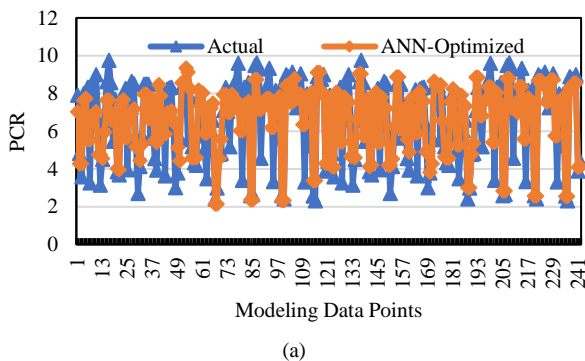 12
Actual
ANN-Optimized
10
8
6
4
2
0
PCR
1 13 25 37 49 61 73 85 97 109 121 133 145 157 169 181 193 205 217 229 241
Modeling Data Points
(a)